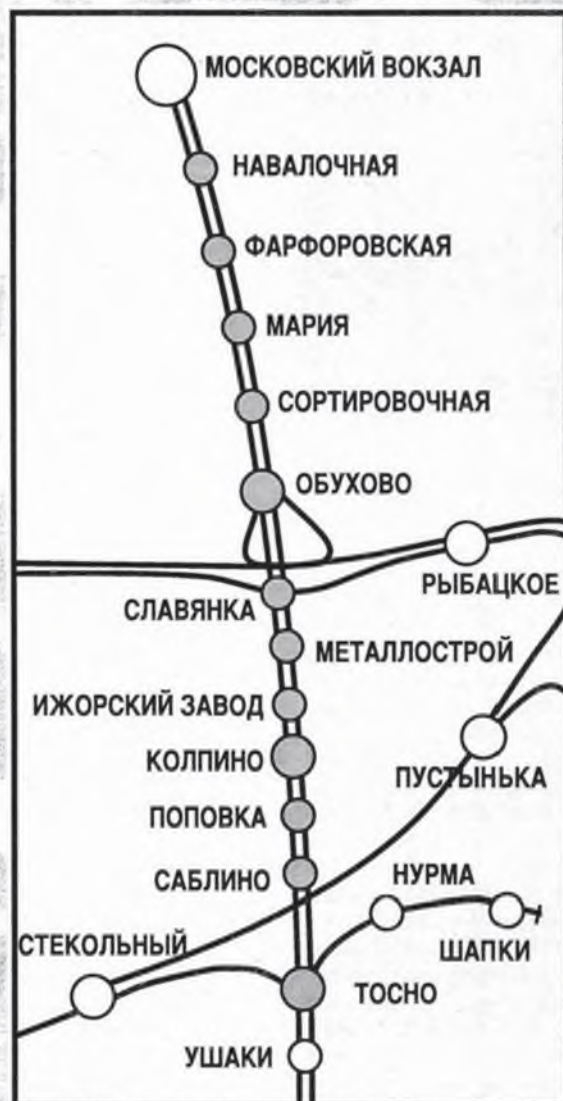 МОСКОВСКИЙ ВОКЗАЛ
НАВАЛОЧНАЯ
ФАРФОРОВСКАЯ
МАРИЯ
СОРТИРОВОЧНАЯ
ОБУХОВО
РЫБАЦКОЕ
СЛАВЯНКА
МЕТАЛЛОСТРОЙ
ИЖОРСКИЙ ЗАВОД
КОЛПИНО
ПУСТЫНЬКА
ПОПОВКА
САБЛИНО
НУРМА
СТЕКОЛЬНЫЙ
ШАПКИ
ТОСНО
УШАКИ